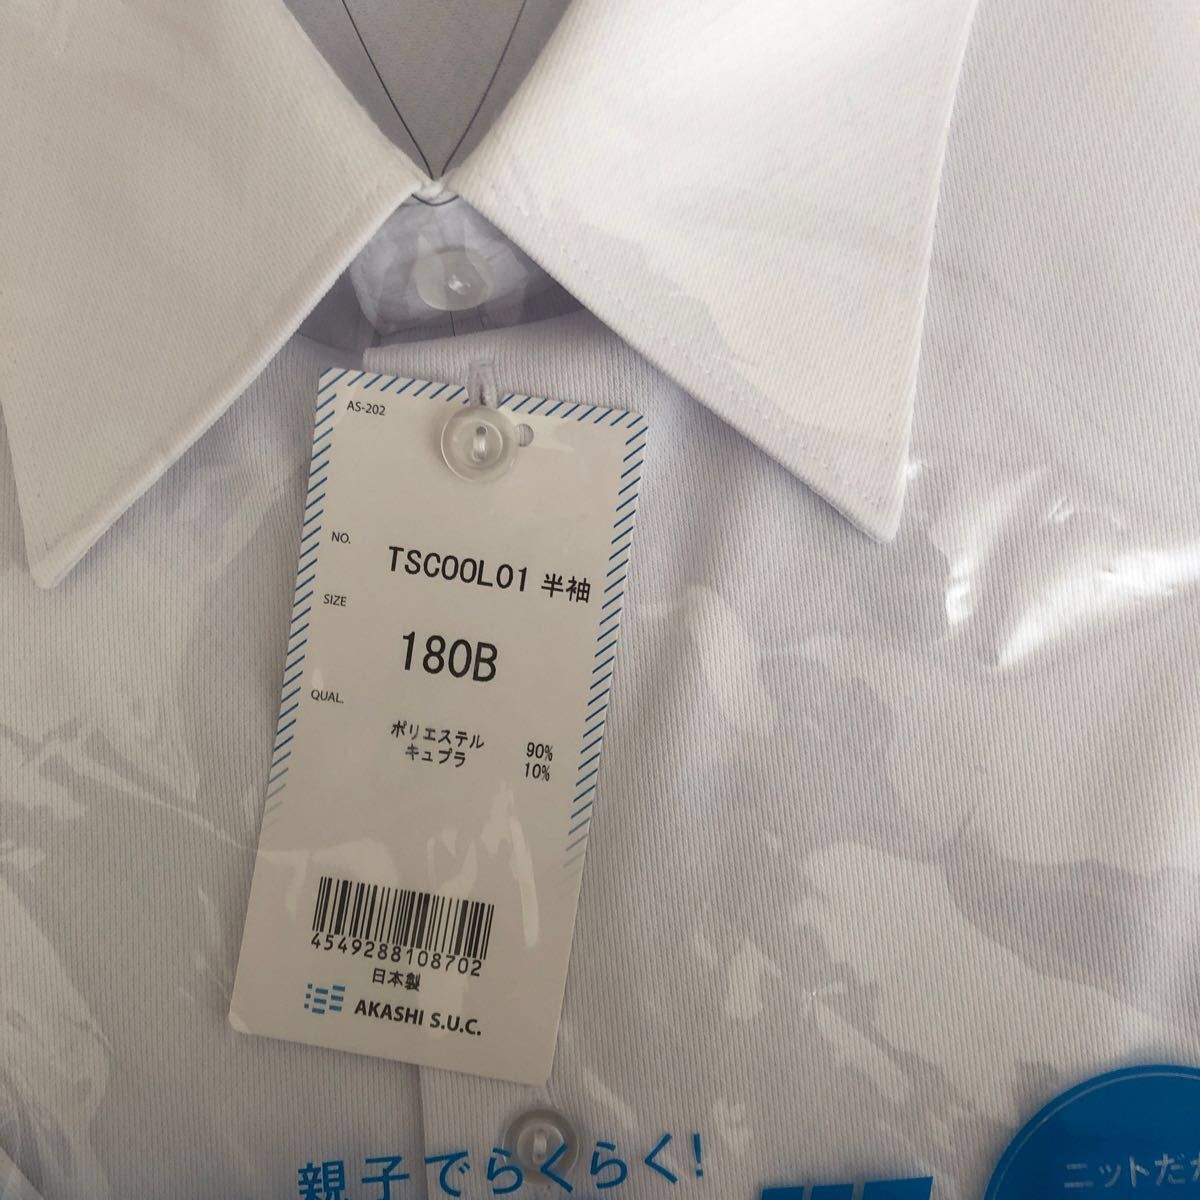 AS-202
NO.
TSCOOL01 半袖
SIZE
180B
QUAL.
ポリエステル 90%
キュプラ 10%
4549288108702
日本製
AKASHI S.U.C.
親子でらくらく!
ニットだ